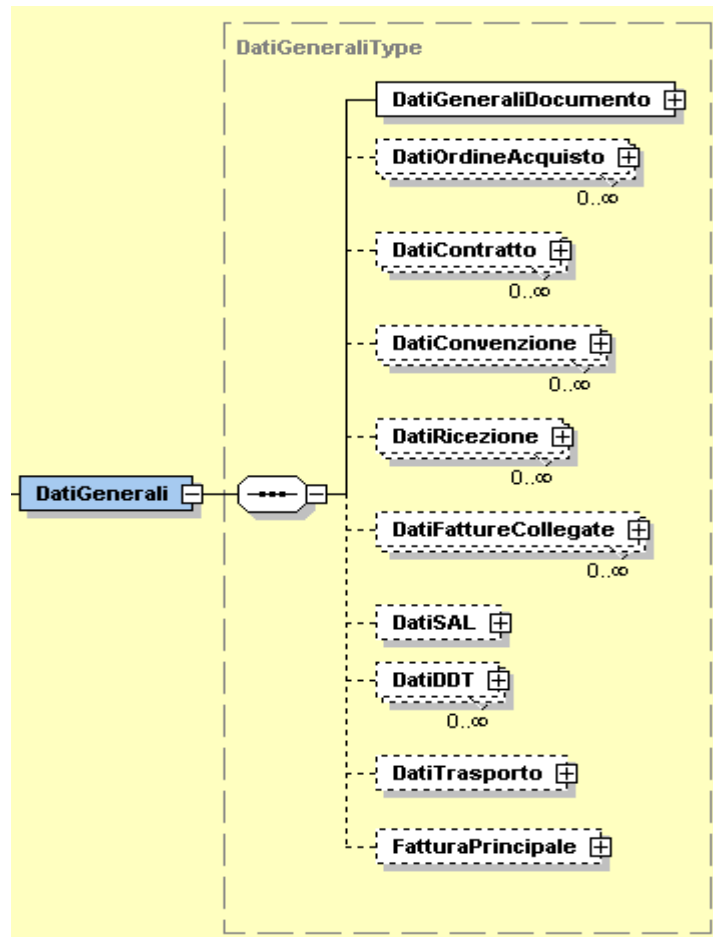 DatiGeneraliType
DatiGeneraliDocumento
DatiOrdineAcquisto
0..∞
DatiContratto
0..∞
DatiConvenzione
0..∞
DatiRicezione
0..∞
DatiGenerali
DatiFattureCollegate
0..∞
DatiSAL
DatiDDT
0..∞
DatiTrasporto
FatturaPrincipale